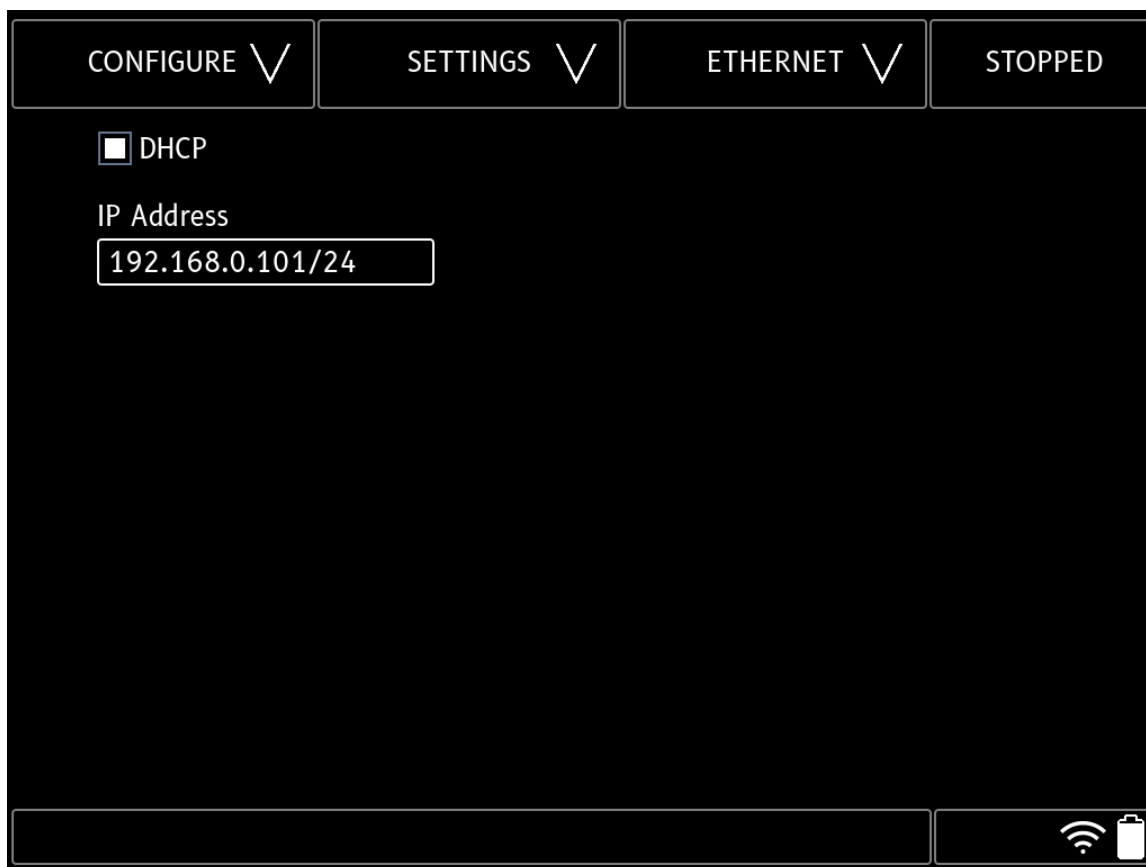 CONFIGURE SETTINGS ETHERNET STOPPED
DHCP
IP Address
192.168.0.101/24